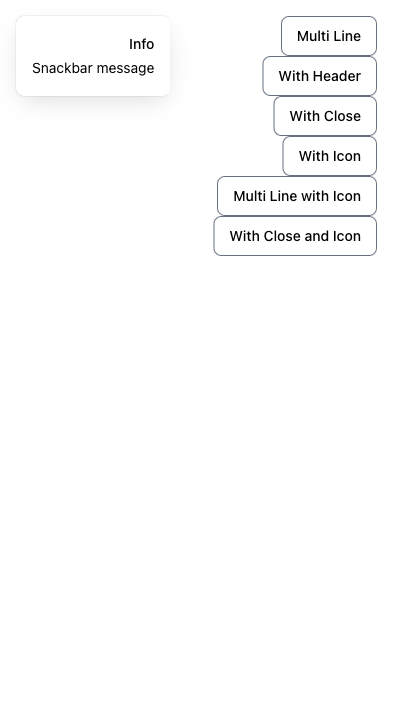 Info
Snackbar message
Multi Line
With Header
With Close
With Icon
Multi Line with Icon
With Close and Icon